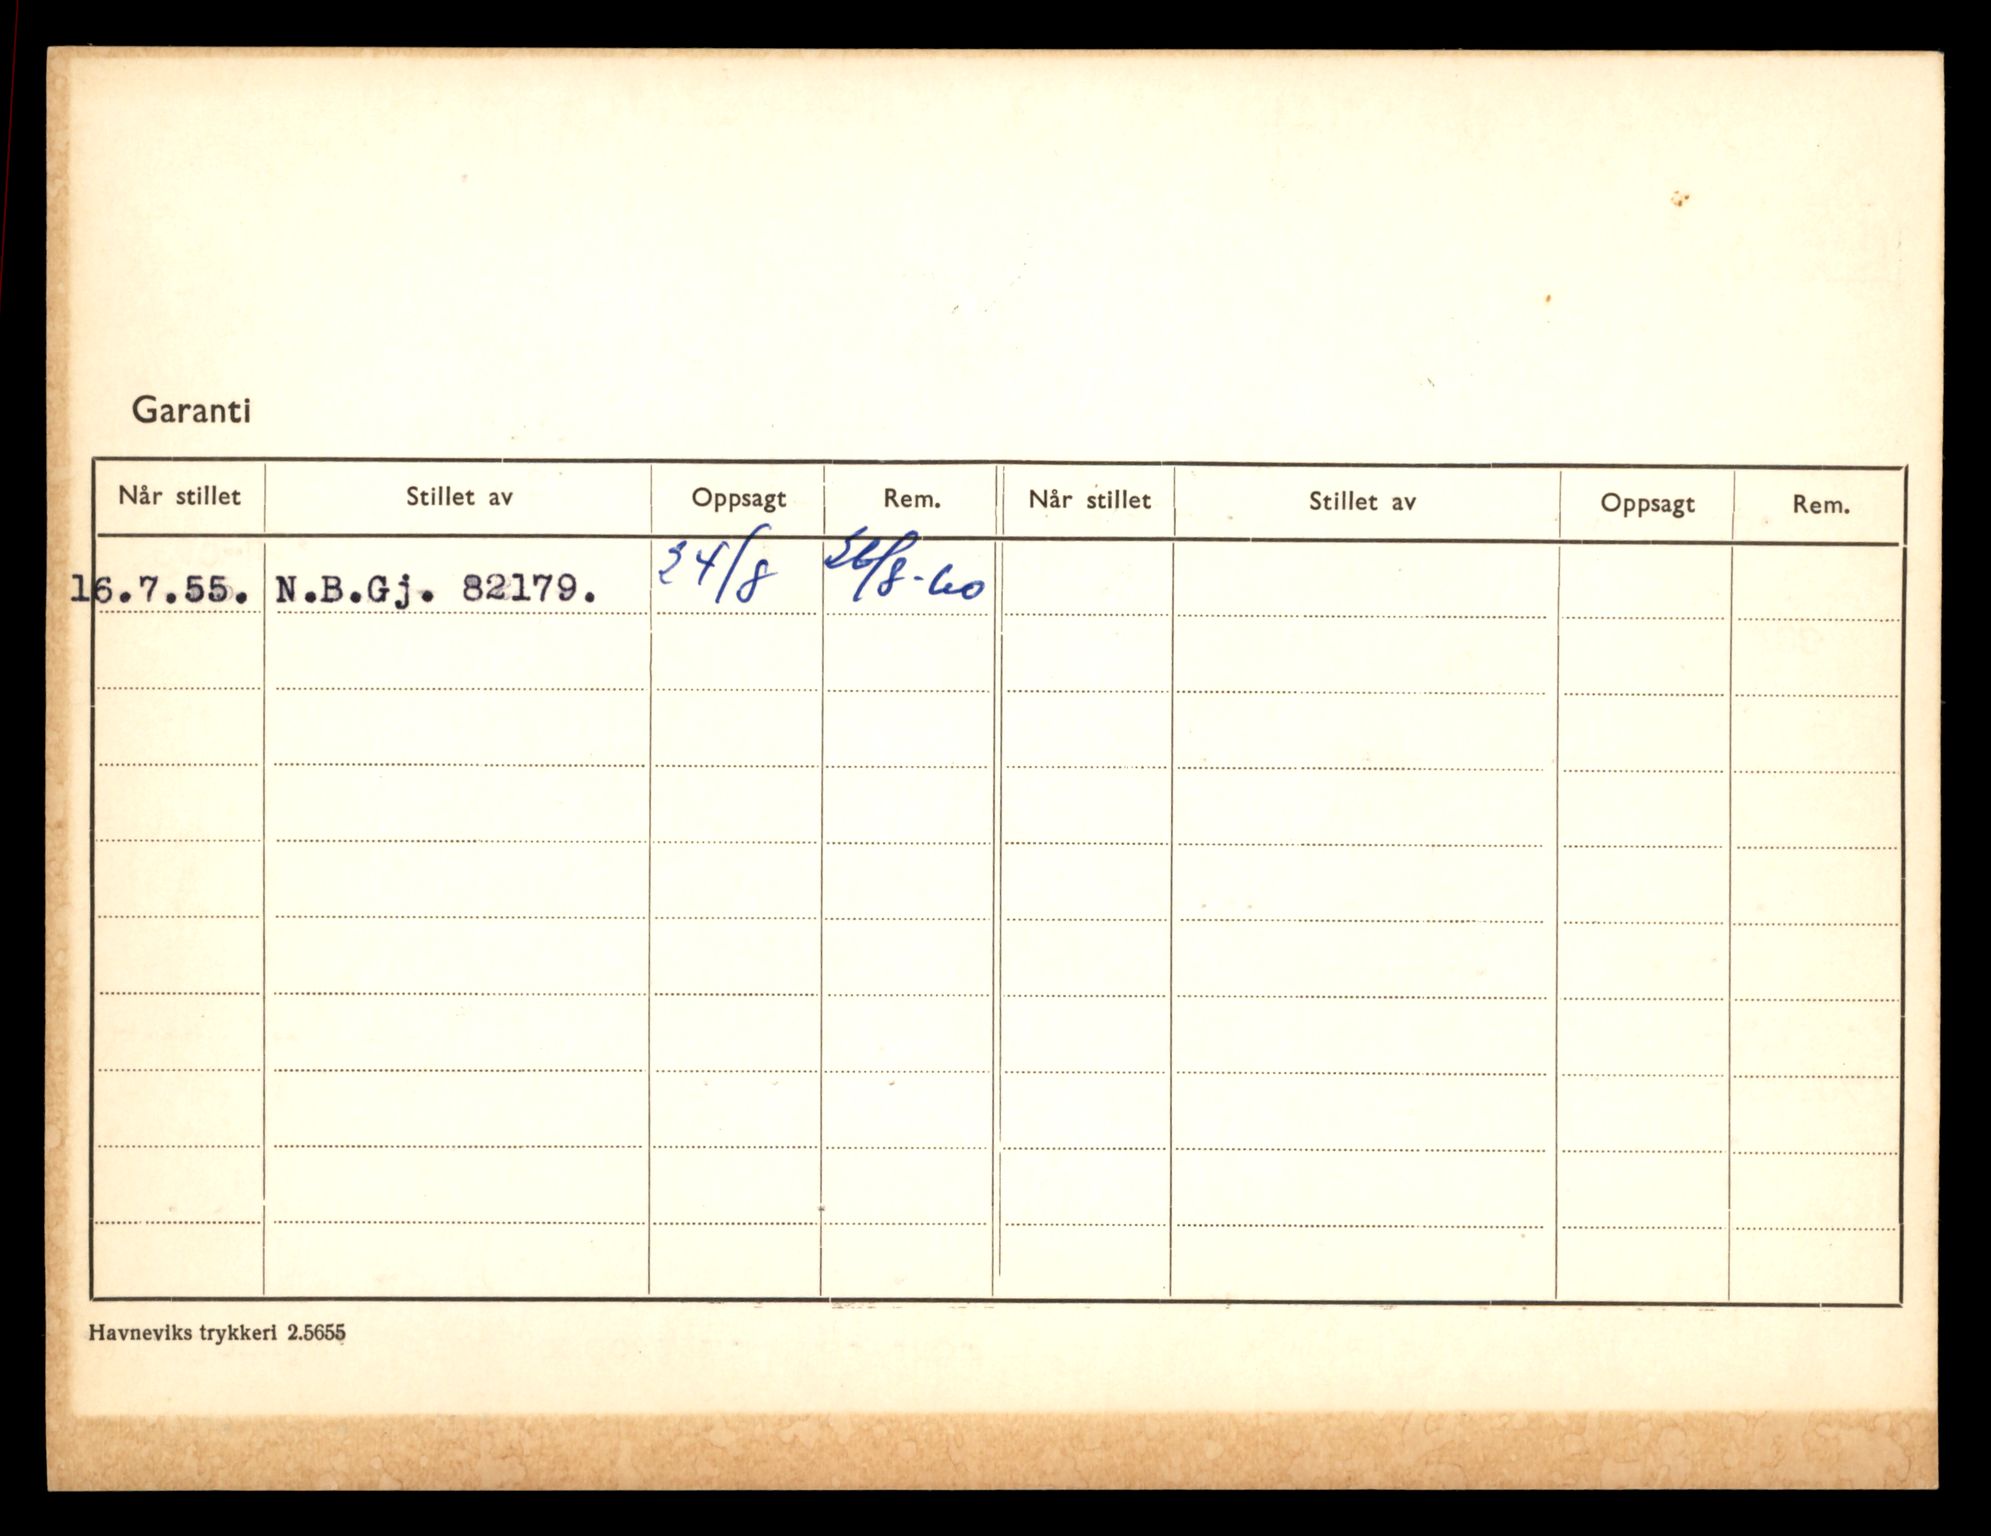 Garanti
Når stillet Stillet av Oppsagt Rem. Når stillet Stillet av Oppsagt Rem.
16.7.55. N.B.Gj. 82179. 24/8 26/8-60
Havneviks trykkeri 2.5655